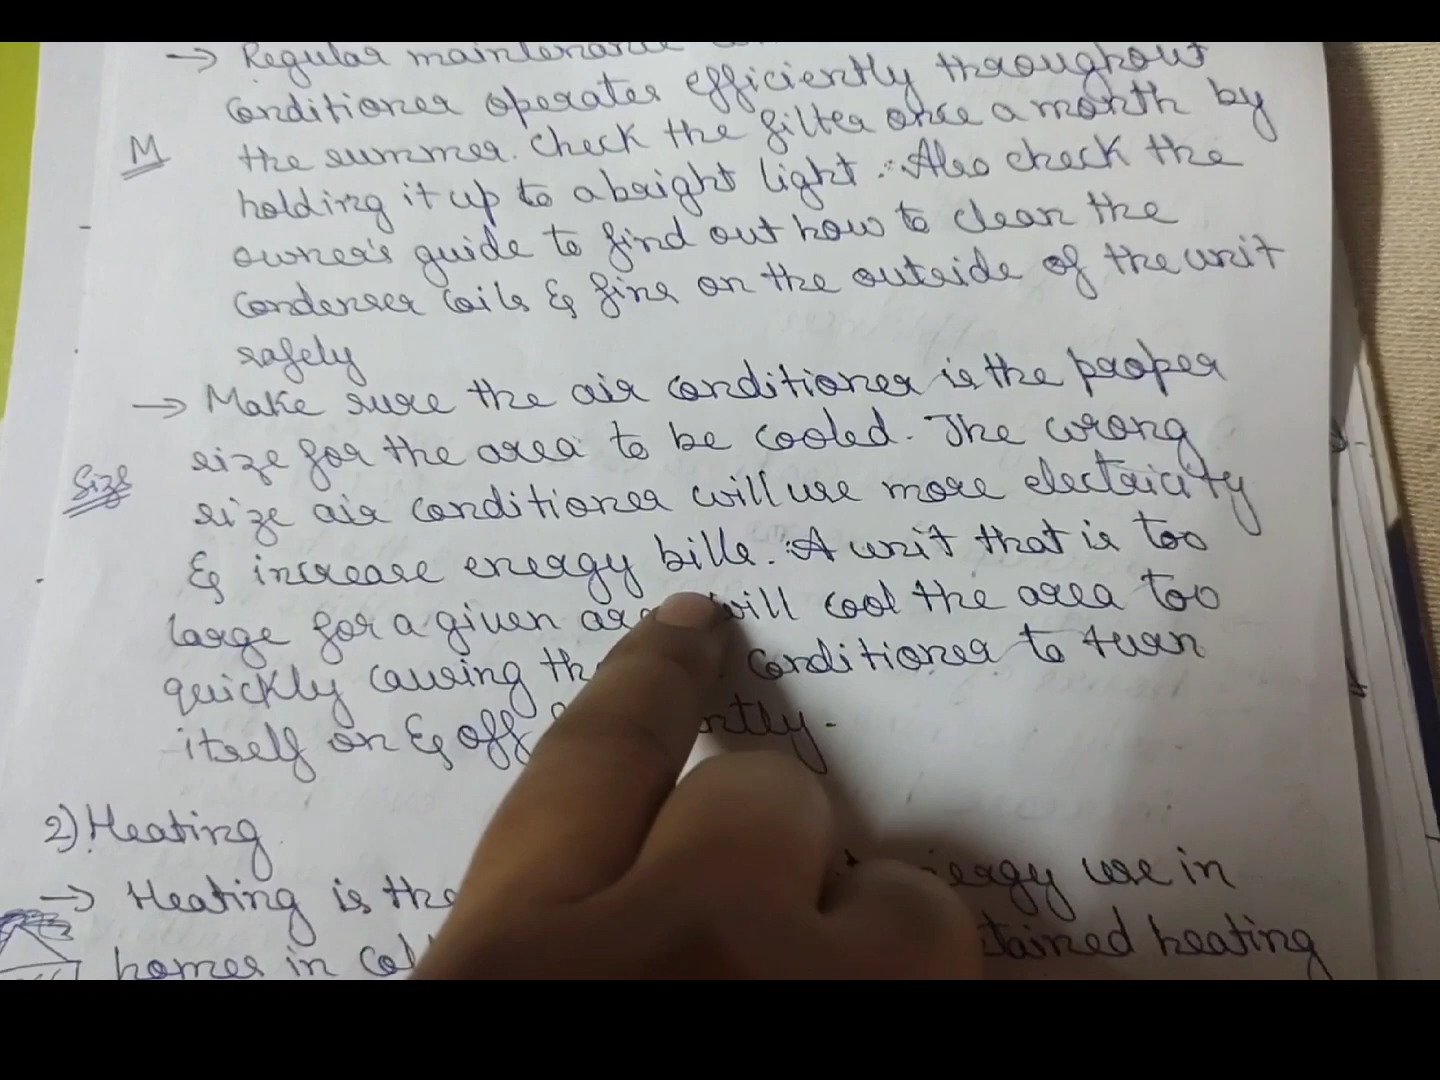 → Regular maintenance
conditioner operates efficiently throughout
M the summer. Check the filter once a month by
holding it up to a bright light. Also check the
owner's guide to find out how to clean the
condenser coils & fins on the outside of the unit
safely
→ Make sure the air conditioner is the proper
size for the area to be cooled. The wrong
Size size air conditioner will use more electricity
& increase energy bills. A unit that is too
large for a given will cool the area too
quickly causing conditioner to turn
itself on & off
2) Heating
→ Heating is the use in
homes in heating